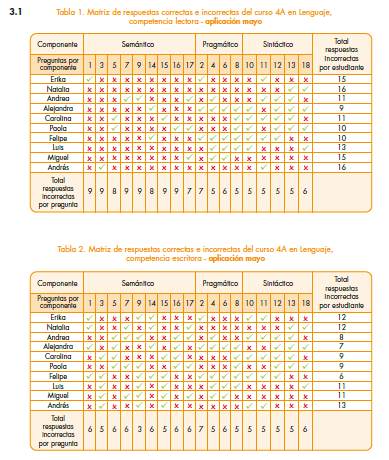 3.1
Tabla 1. Matriz de respuestas correctas e incorrectas del curso 4A en Lenguaje,
competencia lectora - aplicación mayo
Componente Semántico Pragmático Sintáctico Total respuestas incorrectas por estudiante
Preguntas por componente 1 3 5 7 9 14 15 16 17 2 4 6 8 10 11 12 13 18
Erika 15
Natalia 16
Andrea 11
Alejandra 9
Carolina 11
Paola 10
Felipe 10
Luis 13
Miguel 15
Andrés 16
Total respuestas incorrectas por pregunta 9 9 8 9 9 8 9 9 7 7 5 6 5 5 5 5 5 6
Tabla 2. Matriz de respuestas correctas e incorrectas del curso 4A en Lenguaje,
competencia escritora - aplicación mayo
Componente Semántico Pragmático Sintáctico Total respuestas incorrectas por estudiante
Preguntas por componente 1 3 5 7 9 14 15 16 17 2 4 6 8 10 11 12 13 18
Erika 12
Natalia 12
Andrea 8
Alejandra 7
Carolina 9
Paola 9
Felipe 6
Luis 11
Miguel 11
Andrés 13
Total respuestas incorrectas por pregunta 6 5 6 6 3 6 5 6 6 7 5 6 5 5 5 5 5 6